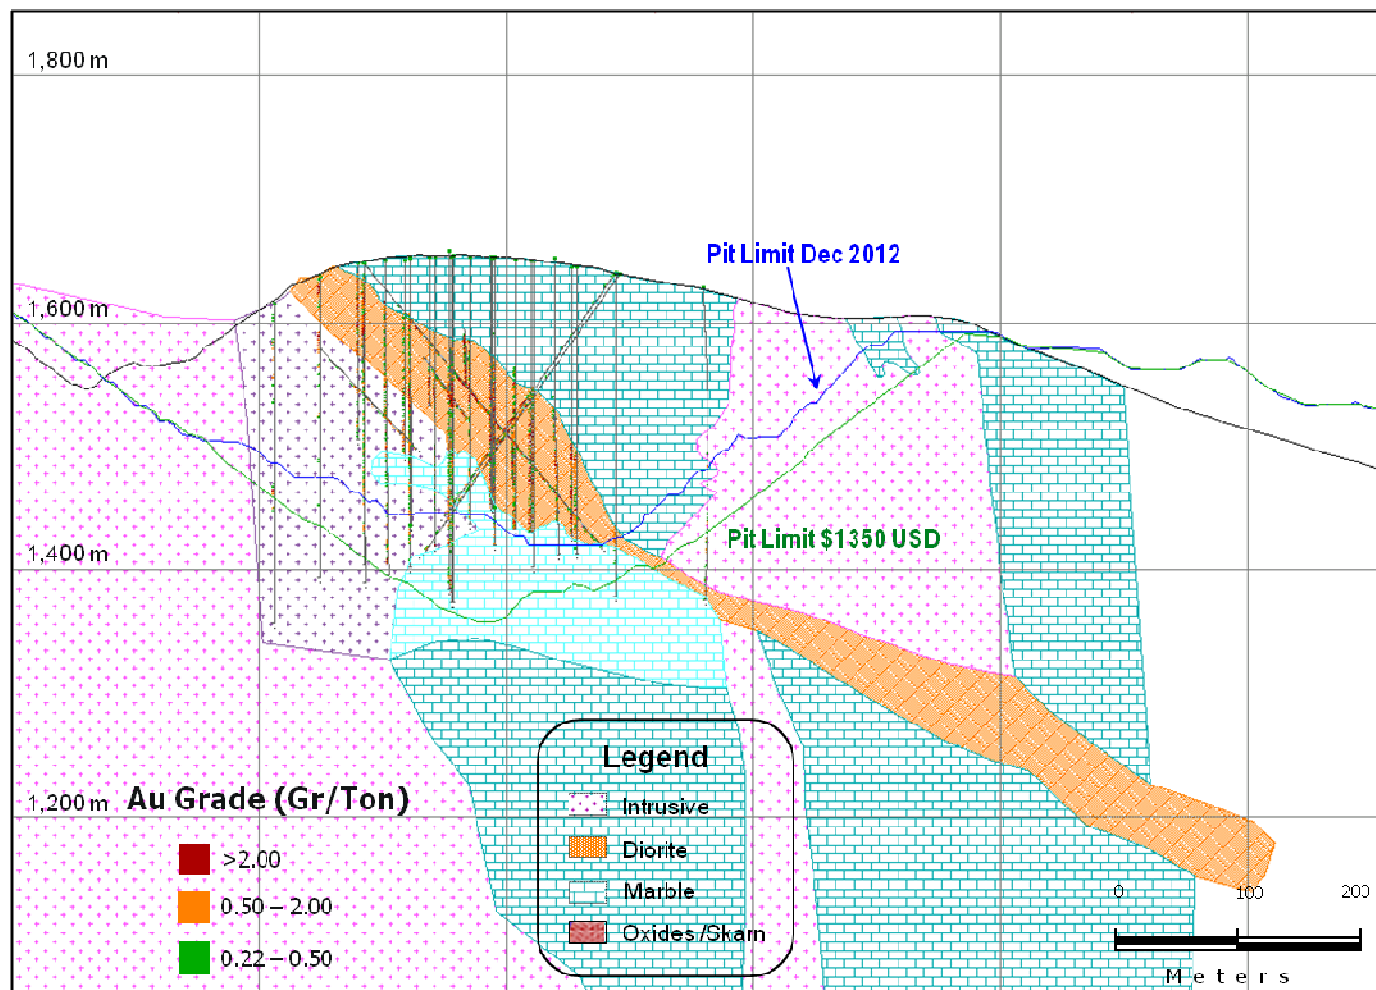 1,800 m
Pit Limit Dec 2012
1,600 m
Pit Limit $1350 USD
1,400 m
Legend
1,200 m
Au Grade (Gr/Ton)
Intrusive
Diorite
>2.00
Marble
0 100 200
0.50 – 2.00
Oxides /Skarn
0.22 – 0.50
Meters